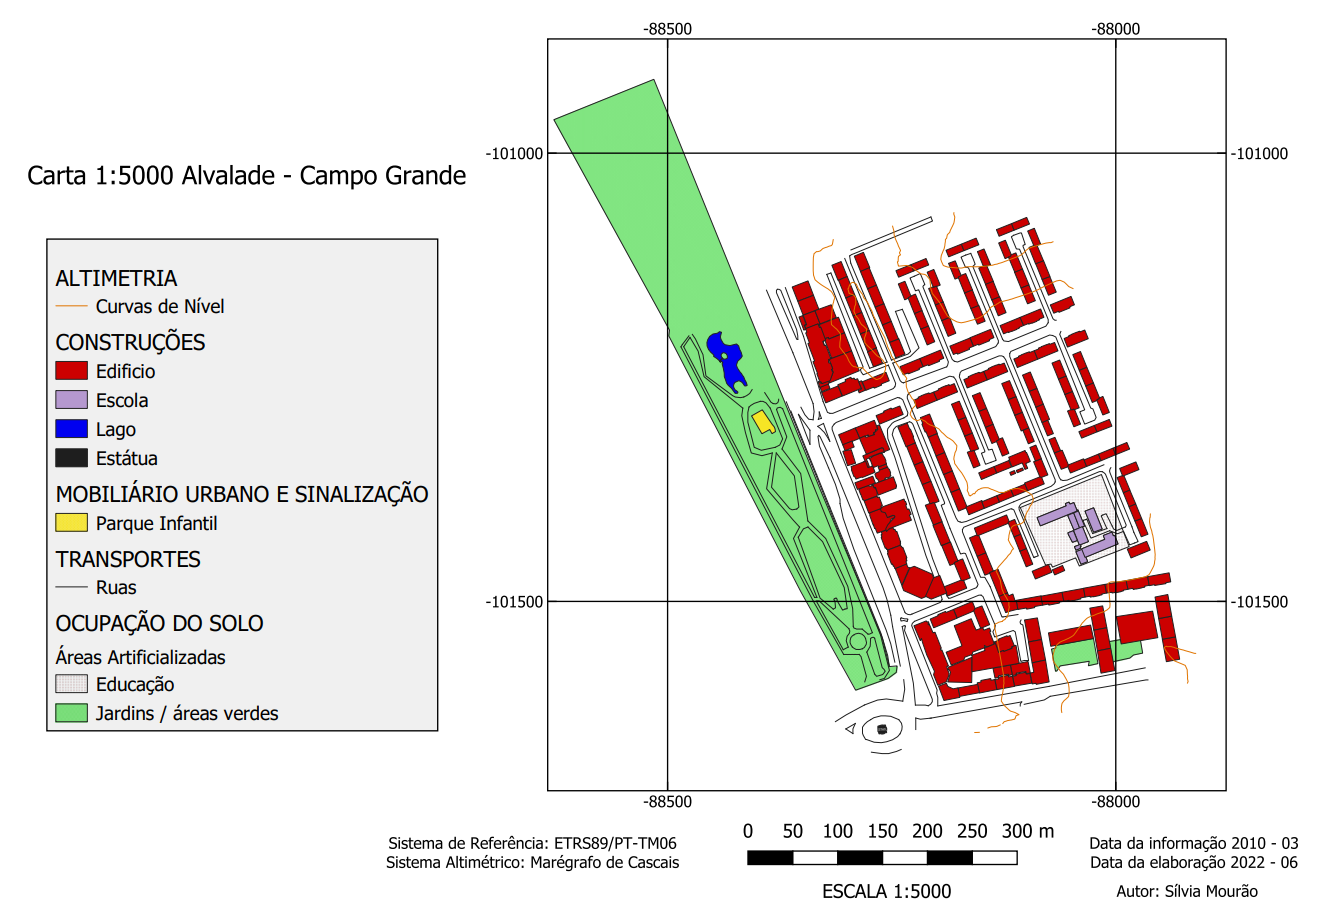 -88500 -88000
-101000 -101000
Carta 1:5000 Alvalade - Campo Grande
ALTIMETRIA
Curvas de Nível
CONSTRUÇÕES
Edificio
Escola
Lago
Estátua
MOBILIÁRIO URBANO E SINALIZAÇÃO
Parque Infantil
TRANSPORTES
Ruas
OCUPAÇÃO DO SOLO
Áreas Artificializadas
Educação
Jardins / áreas verdes
-101500 -101500
-88500 -88000
Sistema de Referência: ETRS89/PT-TM06
Sistema Altimétrico: Marégrafo de Cascais
0 50 100 150 200 250 300 m
ESCALA 1:5000
Data da informação 2010 - 03
Data da elaboração 2022 - 06
Autor: Sílvia Mourão